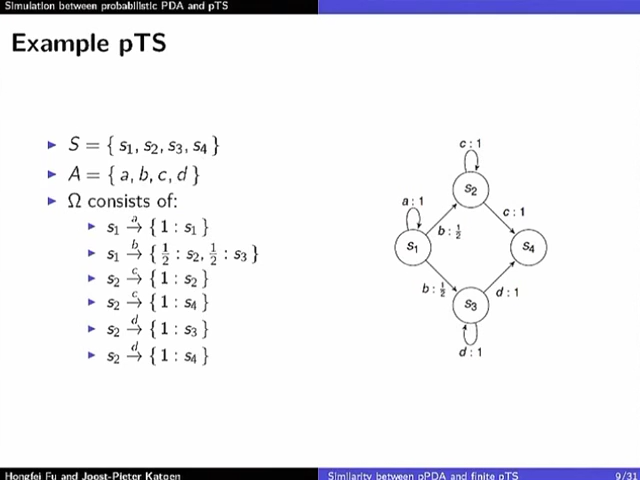 Simulation between probabilistic PDA and pTS
Example pTS
S = { s₁, s₂, s₃, s₄ }
A = { a, b, c, d }
Ω consists of:
s₁ →ᵃ { 1 : s₁ }
s₁ →ᵇ { ½ : s₂, ½ : s₃ }
s₂ →ᶜ { 1 : s₂ }
s₂ →ᶜ { 1 : s₄ }
s₂ →ᵈ { 1 : s₃ }
s₂ →ᵈ { 1 : s₄ }
c : 1
s₂
a : 1
c : 1
b : ½
s₁
s₄
b : ½
d : 1
s₃
d : 1
Hongfei Fu and Joost-Pieter Katoen
Similarity between pPDA and finite pTS
9/31